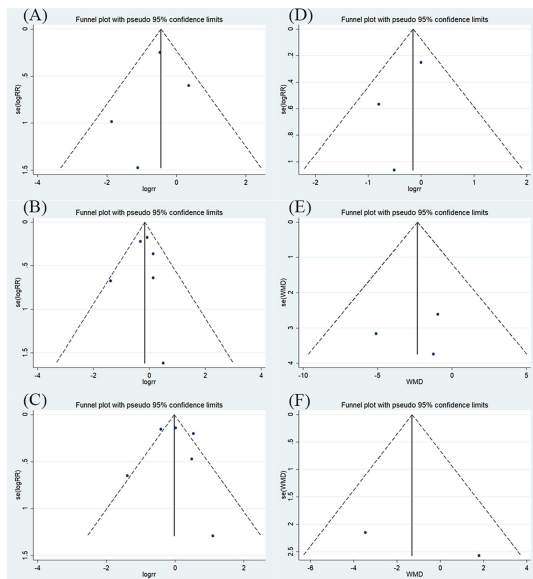 (A)
Funnel plot with pseudo 95% confidence limits
se(logRR)
0
.5
1
1.5
-4
-2
0
2
logrr
(B)
Funnel plot with pseudo 95% confidence limits
se(logRR)
0
.5
1
1.5
-4
-2
0
2
4
logrr
(C)
Funnel plot with pseudo 95% confidence limits
se(logRR)
0
.5
1
1.5
-4
-2
0
2
logrr
(D)
Funnel plot with pseudo 95% confidence limits
se(logRR)
0
.2
.4
.6
.8
1
-2
-1
0
1
2
logrr
(E)
Funnel plot with pseudo 95% confidence limits
se(WMD)
0
1
2
3
4
-10
-5
0
5
WMD
(F)
Funnel plot with pseudo 95% confidence limits
se(WMD)
0
.5
1
1.5
2
2.5
-6
-4
-2
0
2
4
WMD